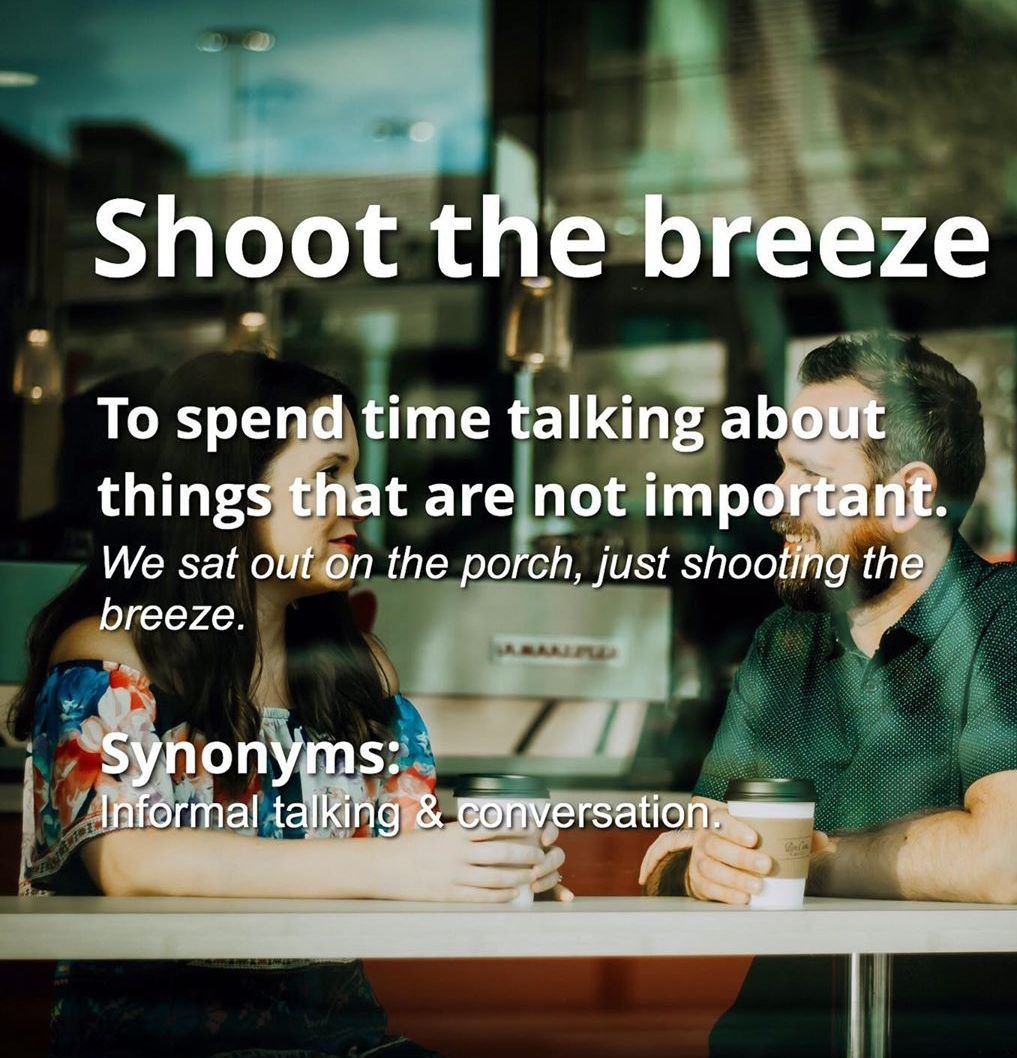 Shoot the breeze
To spend time talking about
things that are not important.
We sat out on the porch, just shooting the
breeze.
Synonyms:
Informal talking & conversation.